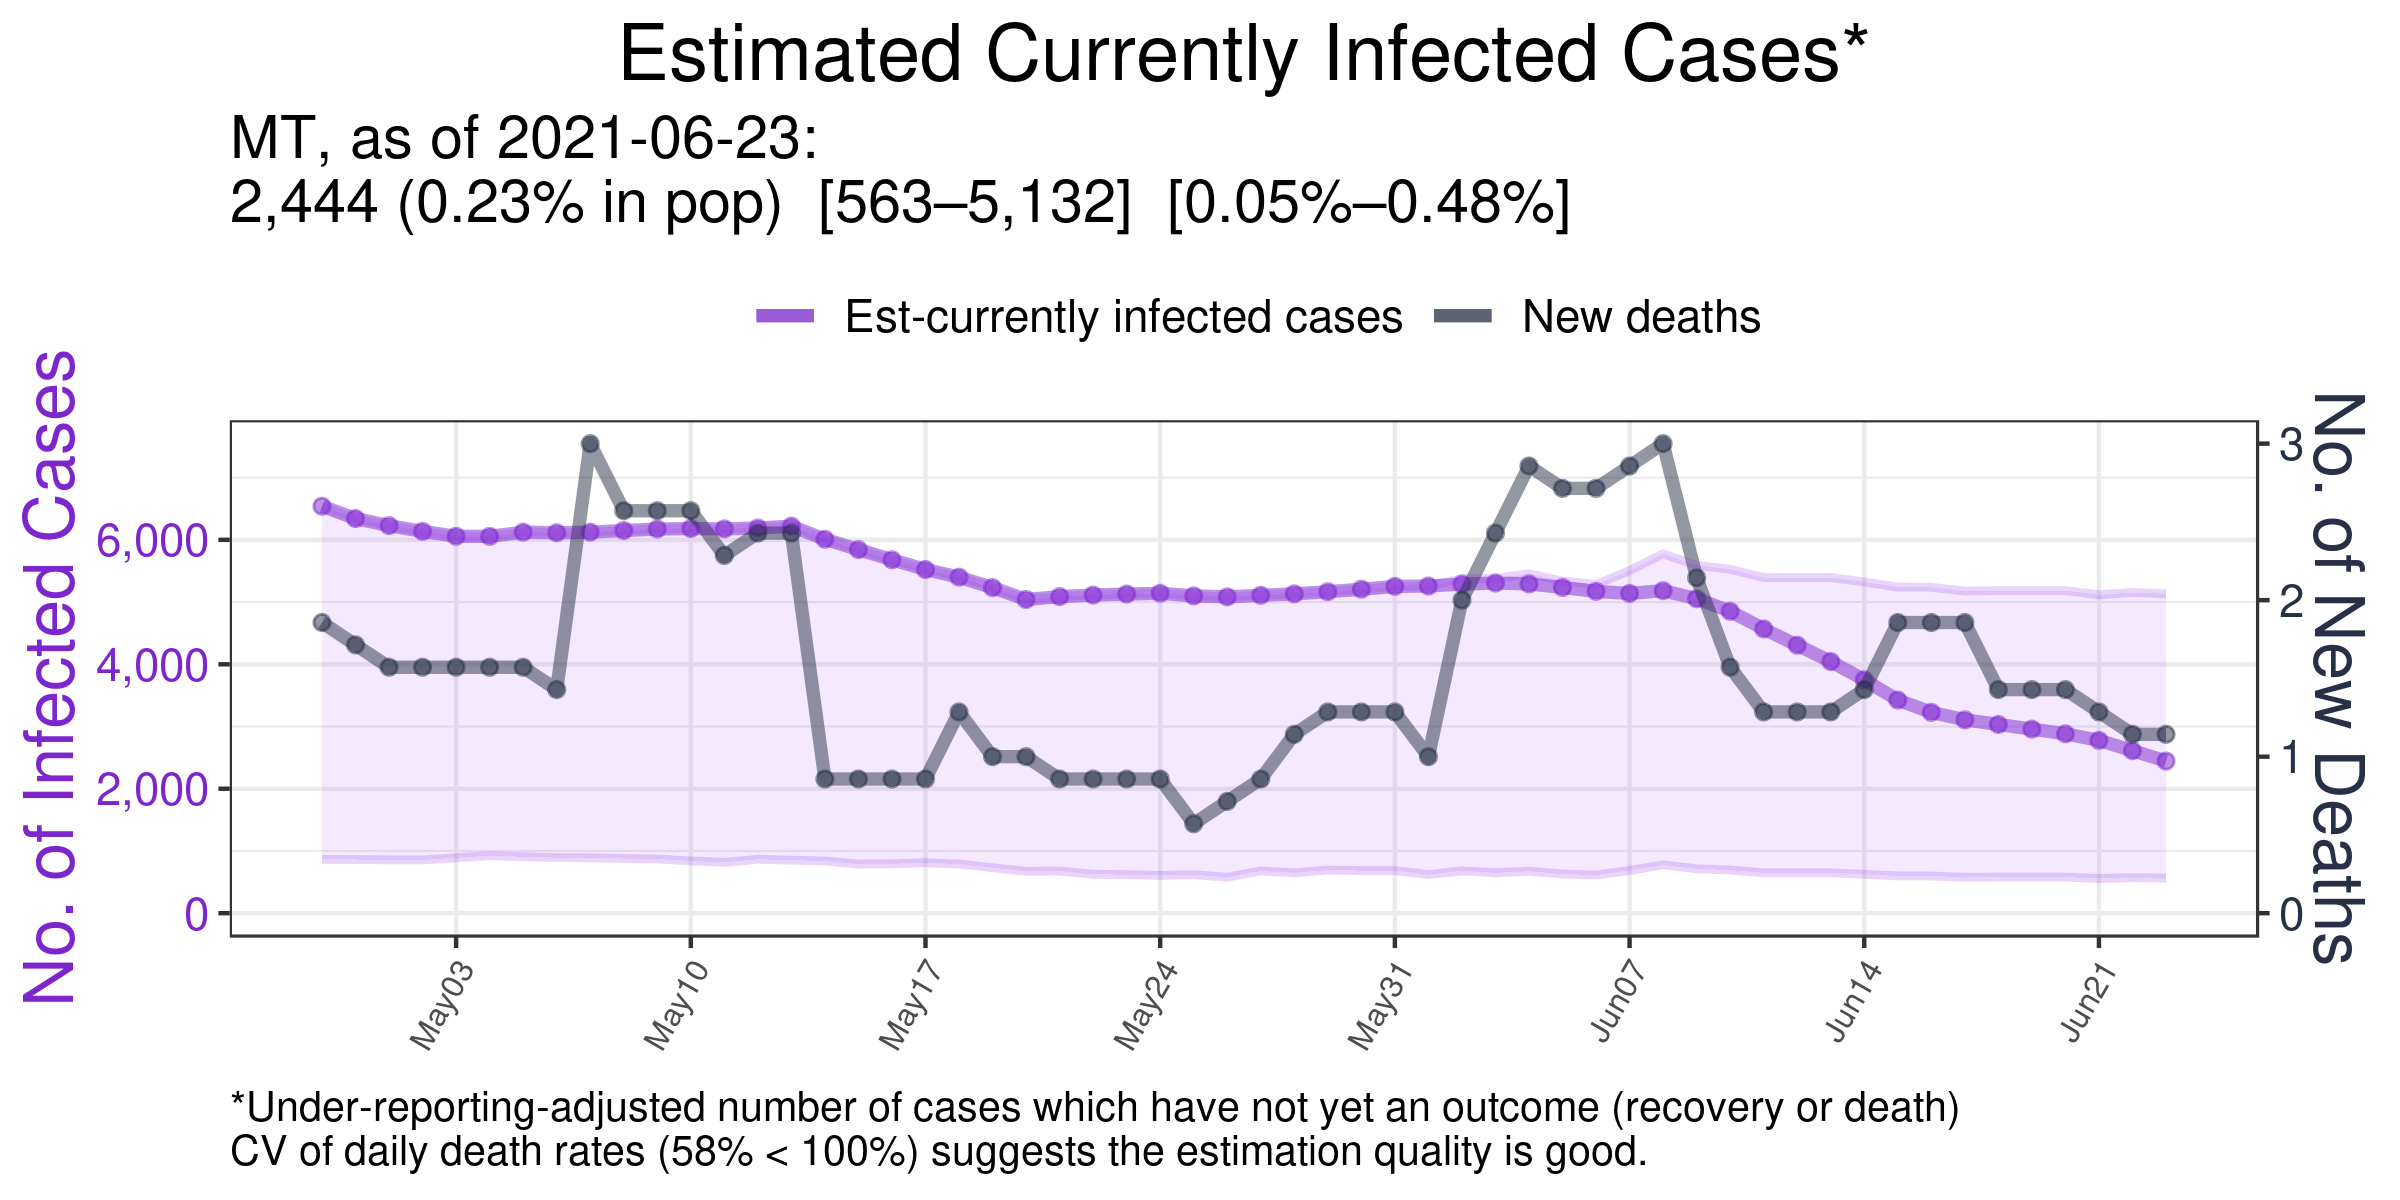 Estimated Currently Infected Cases*
MT, as of 2021-06-23:
2,444 (0.23% in pop)  [563–5,132]  [0.05%–0.48%]
Est-currently infected cases
New deaths
No. of Infected Cases
6,000
4,000
2,000
0
3
2
1
0
No. of New Deaths
May03
May10
May17
May24
May31
Jun07
Jun14
Jun21
*Under-reporting-adjusted number of cases which have not yet an outcome (recovery or death)
CV of daily death rates (58% < 100%) suggests the estimation quality is good.